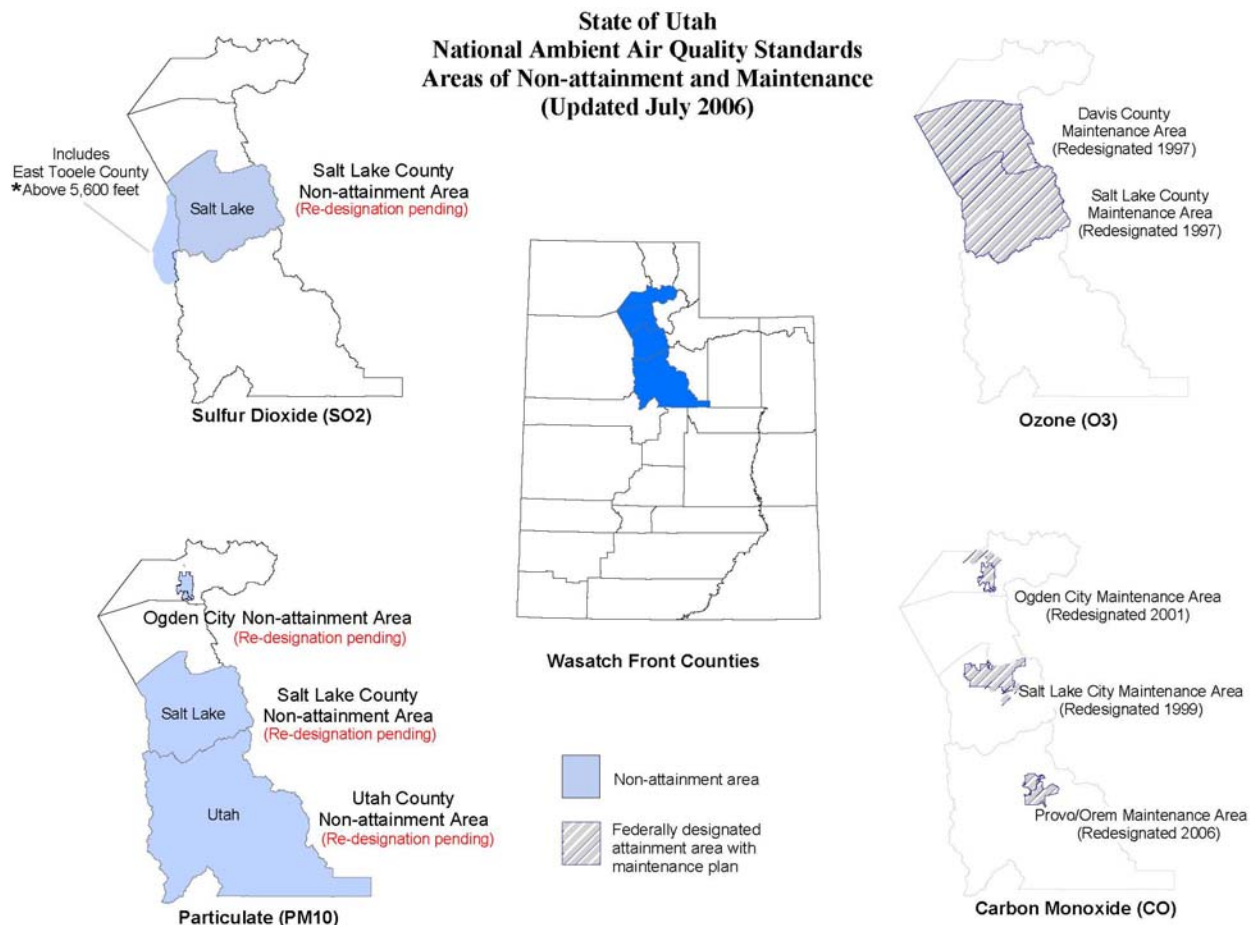 State of Utah
National Ambient Air Quality Standards
Areas of Non-attainment and Maintenance
(Updated July 2006)
Includes
East Tooele County
*Above 5,600 feet
Salt Lake
Salt Lake County
Non-attainment Area
(Re-designation pending)
Sulfur Dioxide (SO2)
Davis County
Maintenance Area
(Redesignated 1997)
Salt Lake County
Maintenance Area
(Redesignated 1997)
Ozone (O3)
Wasatch Front Counties
Ogden City Non-attainment Area
(Re-designation pending)
Salt Lake
Salt Lake County
Non-attainment Area
(Re-designation pending)
Utah
Utah County
Non-attainment Area
(Re-designation pending)
Particulate (PM10)
Non-attainment area
Federally designated
attainment area with
maintenance plan
Ogden City Maintenance Area
(Redesignated 2001)
Salt Lake City Maintenance Area
(Redesignated 1999)
Provo/Orem Maintenance Area
(Redesignated 2006)
Carbon Monoxide (CO)